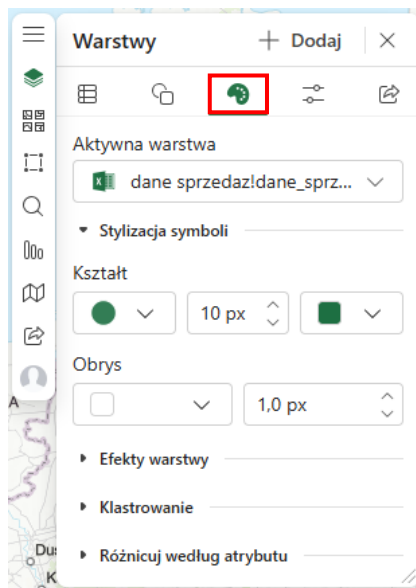 Warstwy
Dodaj
Aktywna warstwa
dane sprzedaz!dane_sprz...
Stylizacja symboli
Kształt
10 px
Obrys
1,0 px
Efekty warstwy
Klastrowanie
Różnicuj według atrybutu
A
Du
K